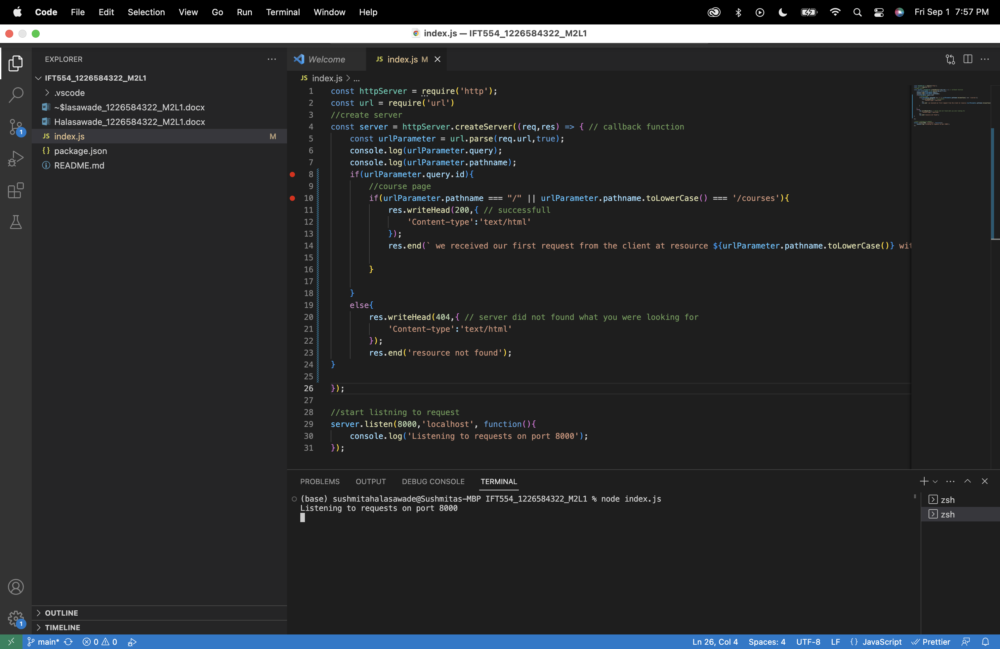 Code File Edit Selection View Go Run Terminal Window Help Fri Sep 1 7:57 PM
index.js — IFT554_1226584322_M2L1
EXPLORER
IFT554_1226584322_M2L1
.vscode
~$lasawade_1226584322_M2L1.docx
Halasawade_1226584322_M2L1.docx
JS index.js M
{} package.json
README.md
OUTLINE
TIMELINE
Welcome JS index.js M
JS index.js > ...
1 const httpServer = require('http');
2 const url = require('url')
3 //create server
4 const server = httpServer.createServer((req,res) => { // callback function
5 const urlParameter = url.parse(req.url,true);
6 console.log(urlParameter.query);
7 console.log(urlParameter.pathname);
8 if(urlParameter.query.id){
9 //course page
10 if(urlParameter.pathname === "/" || urlParameter.pathname.toLowerCase() === '/courses'){
11 res.writeHead(200,{ // successfull
12 'Content-type':'text/html'
13 });
14 res.end(` we received our first request from the client at resource ${urlParameter.pathname.toLowerCase()} wit
15
16 }
17
18 }
19 else{
20 res.writeHead(404,{ // server did not found what you were looking for
21 'Content-type':'text/html'
22 });
23 res.end('resource not found');
24 }
25
26 });
27
28 //start listning to request
29 server.listen(8000,'localhost', function(){
30 console.log('Listening to requests on port 8000');
31 });
PROBLEMS OUTPUT DEBUG CONSOLE TERMINAL
(base) sushmitahalasawade@Sushmitas-MBP IFT554_1226584322_M2L1 % node index.js
Listening to requests on port 8000
zsh
zsh
1
1
main* 0 0 Ln 26, Col 4 Spaces: 4 UTF-8 LF {} JavaScript Prettier